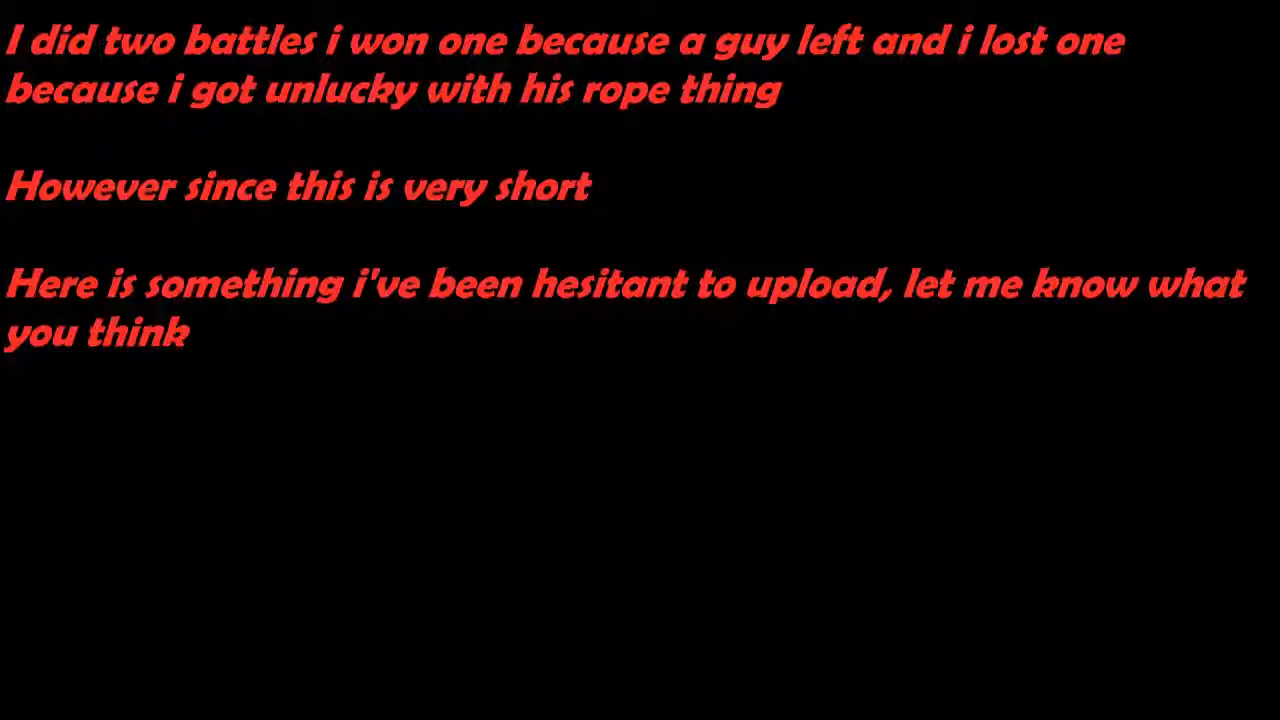 I did two battles i won one because a guy left and i lost one
because i got unlucky with his rope thing
However since this is very short
Here is something i've been hesitant to upload, let me know what
you think